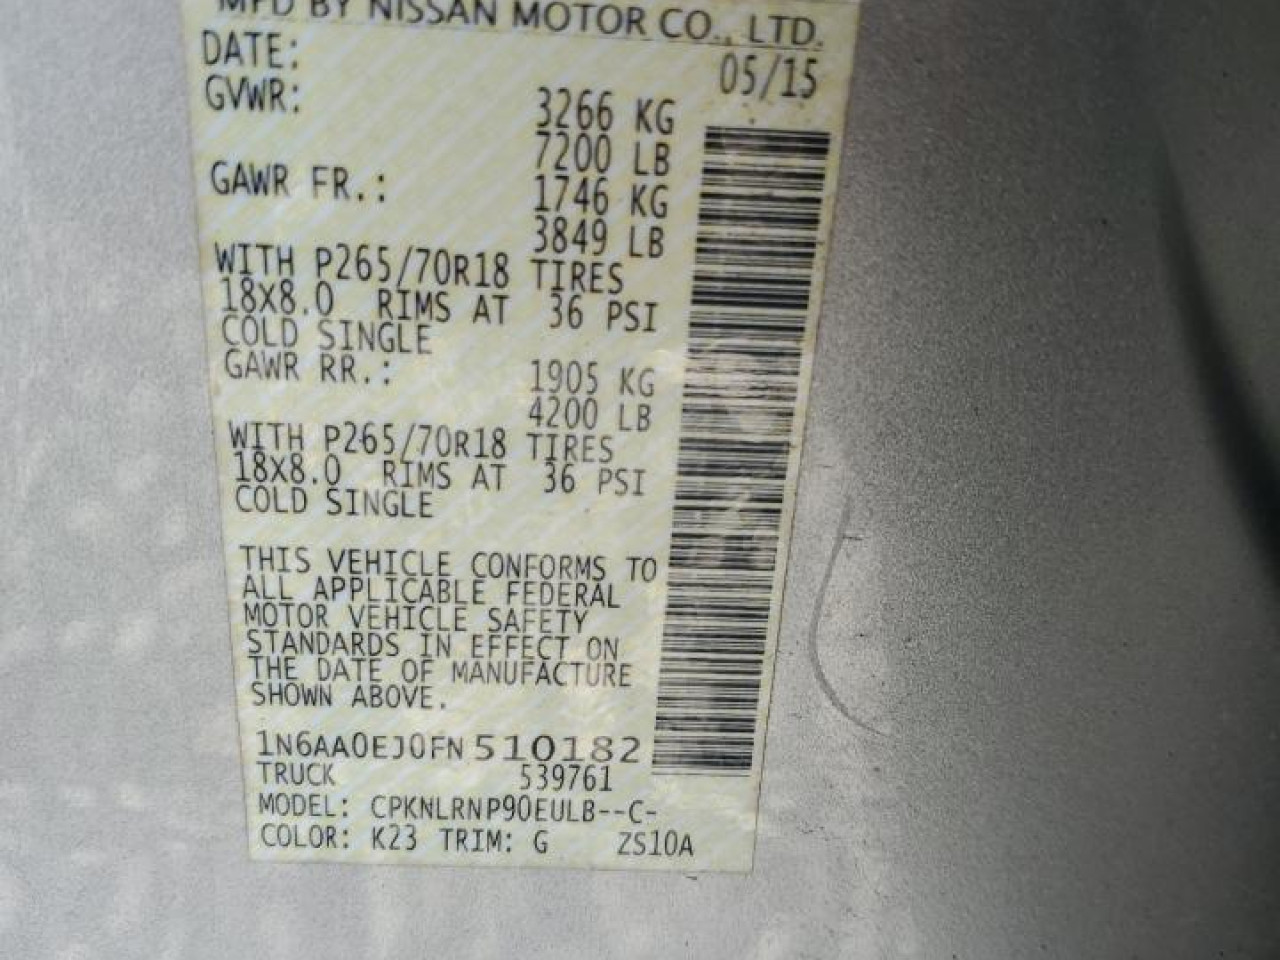 MFD BY NISSAN MOTOR CO., LTD.
DATE: 05/15
GVWR: 3266 KG
7200 LB
GAWR FR.: 1746 KG
3849 LB
WITH P265/70R18 TIRES
18X8.0 RIMS AT 36 PSI
COLD SINGLE
GAWR RR.: 1905 KG
4200 LB
WITH P265/70R18 TIRES
18X8.0 RIMS AT 36 PSI
COLD SINGLE
THIS VEHICLE CONFORMS TO
ALL APPLICABLE FEDERAL
MOTOR VEHICLE SAFETY
STANDARDS IN EFFECT ON
THE DATE OF MANUFACTURE
SHOWN ABOVE.
1N6AA0EJ0FN510182
TRUCK 539761
MODEL: CPKNLRNP90EULB--C-
COLOR: K23 TRIM: G ZS10A